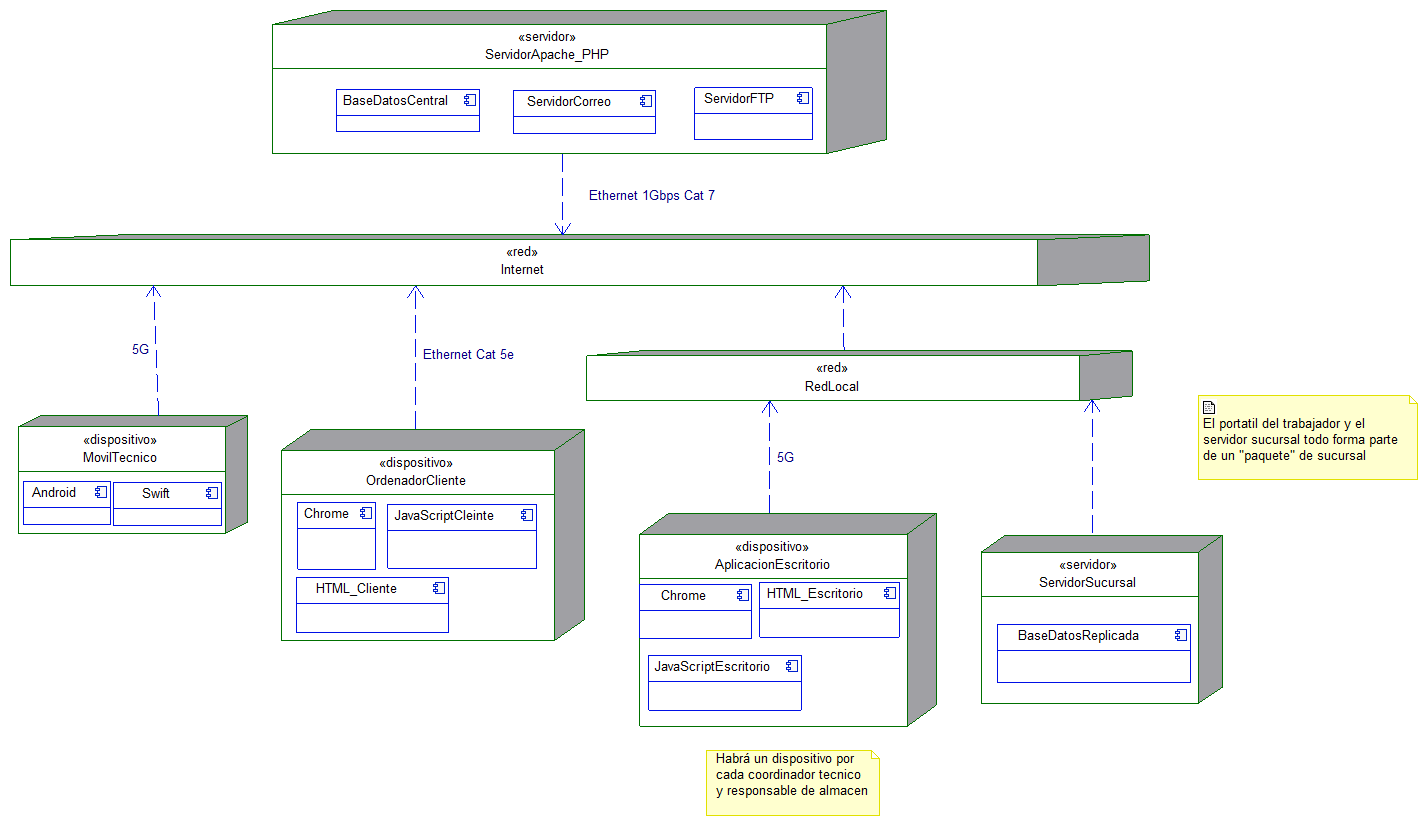 «servidor»
ServidorApache_PHP
BaseDatosCentral
ServidorCorreo
ServidorFTP
Ethernet 1Gbps Cat 7
«red»
Internet
5G
Ethernet Cat 5e
«red»
RedLocal
«dispositivo»
MovilTecnico
Android
Swift
«dispositivo»
OrdenadorCliente
Chrome
JavaScriptCleinte
HTML_Cliente
5G
«dispositivo»
AplicacionEscritorio
Chrome
HTML_Escritorio
JavaScriptEscritorio
«servidor»
ServidorSucursal
BaseDatosReplicada
El portatil del trabajador y el
servidor sucursal todo forma parte
de un "paquete" de sucursal
Habrá un dispositivo por
cada coordinador tecnico
y responsable de almacen